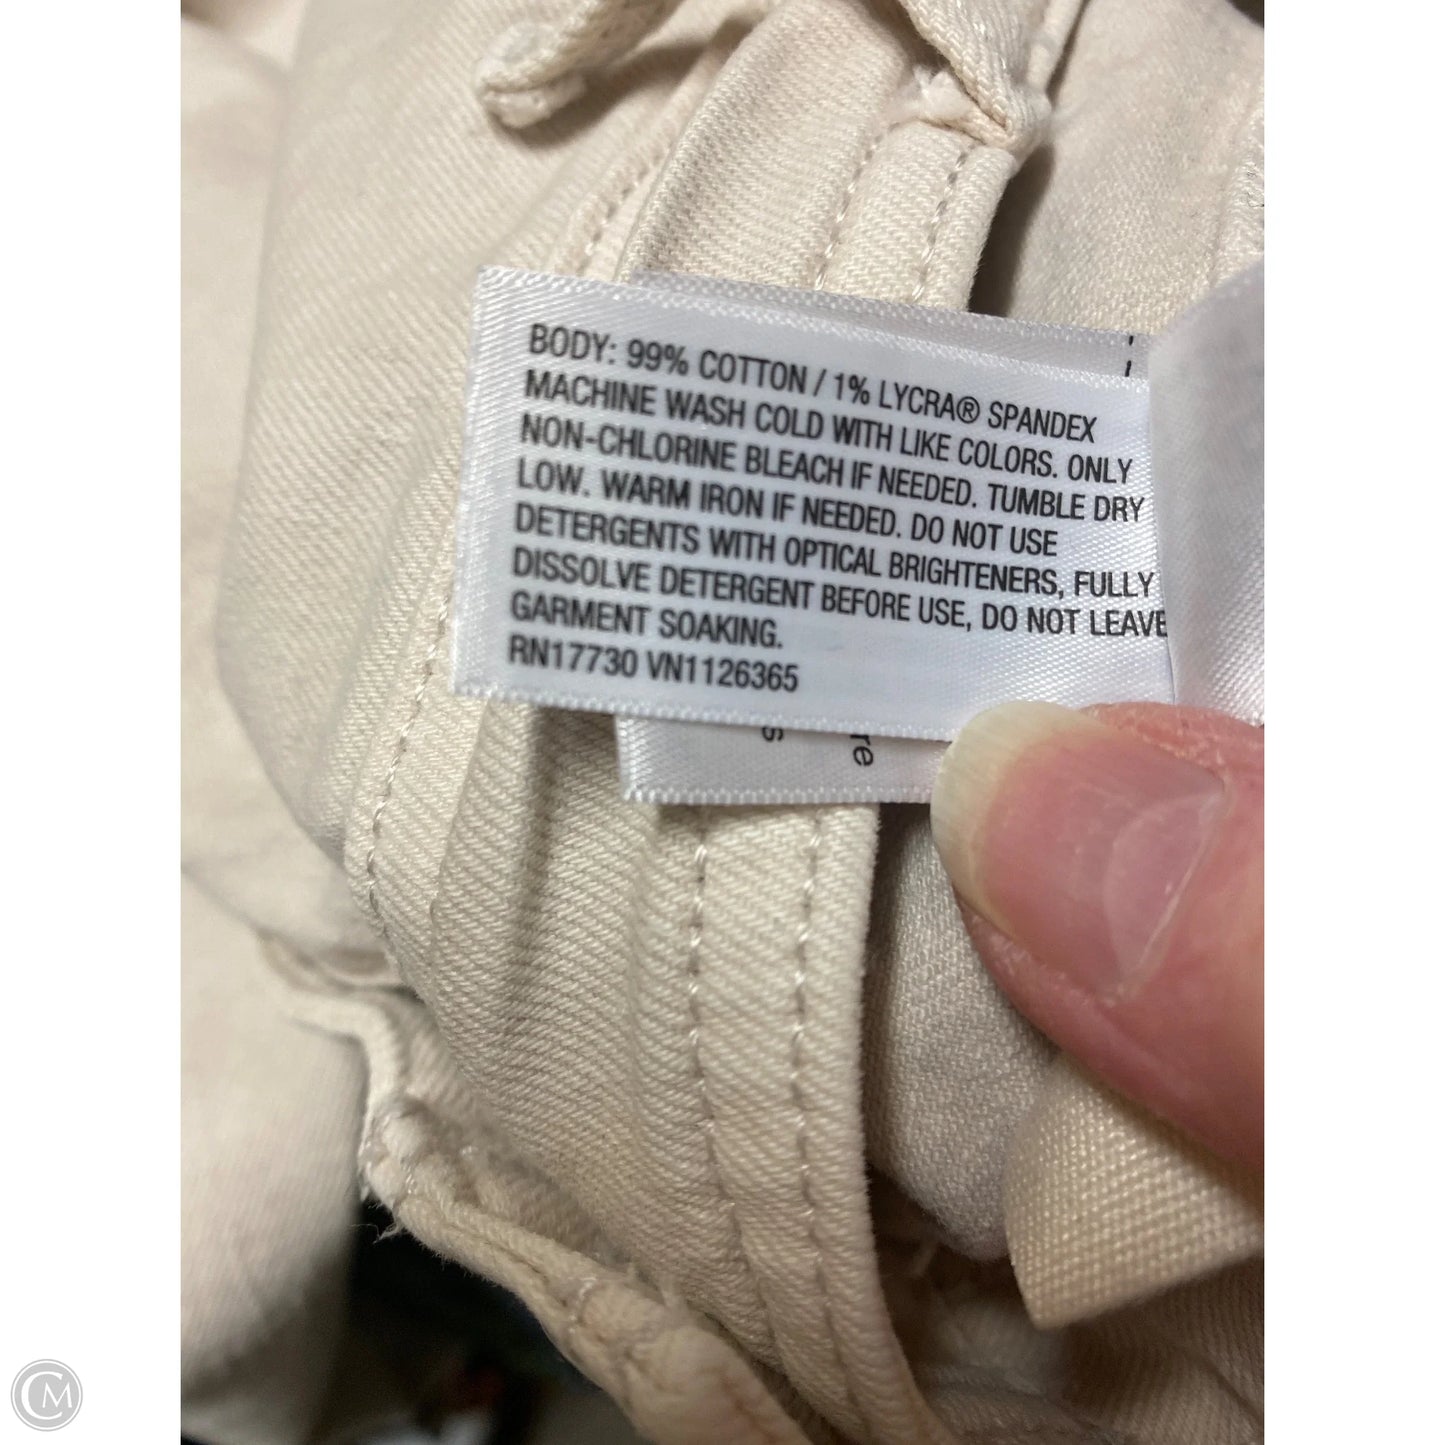 BODY: 99% COTTON / 1% LYCRA® SPANDEX
MACHINE WASH COLD WITH LIKE COLORS. ONLY
NON-CHLORINE BLEACH IF NEEDED. TUMBLE DRY
LOW. WARM IRON IF NEEDED. DO NOT USE
DETERGENTS WITH OPTICAL BRIGHTENERS, FULLY
DISSOLVE DETERGENT BEFORE USE, DO NOT LEAVE
GARMENT SOAKING.
RN17730 VN1126365
s
re
CM